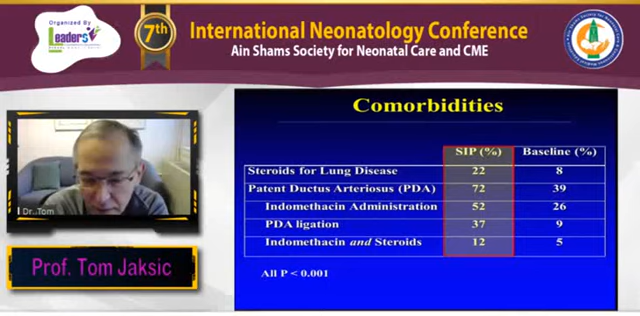 Organized By
Leaders
7th
International Neonatology Conference
Ain Shams Society for Neonatal Care and CME
Dr. Tom
Prof. Tom Jaksic
Comorbidities
SIP (%) Baseline (%)
Steroids for Lung Disease 22 8
Patent Ductus Arteriosus (PDA) 72 39
Indomethacin Administration 52 26
PDA ligation 37 9
Indomethacin and Steroids 12 5
All P < 0.001